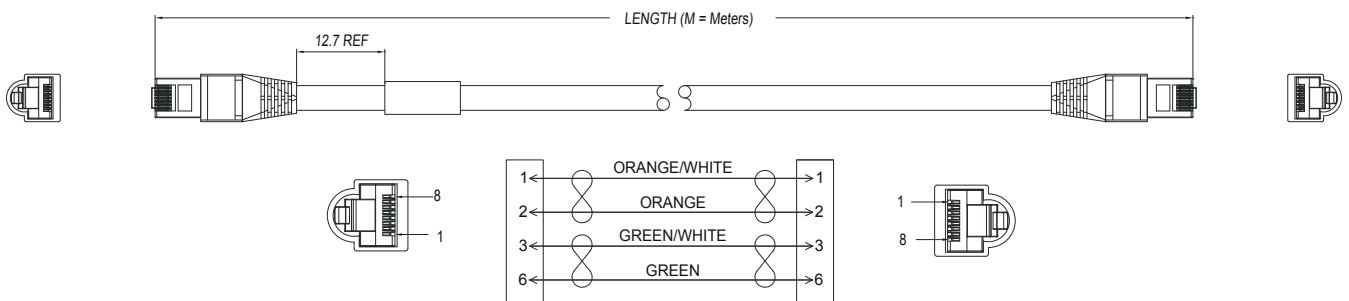 LENGTH (M = Meters)
12.7 REF
ORANGE/WHITE
1 1
ORANGE
2 2
GREEN/WHITE
3 3
GREEN
6 6
8
1
1
8